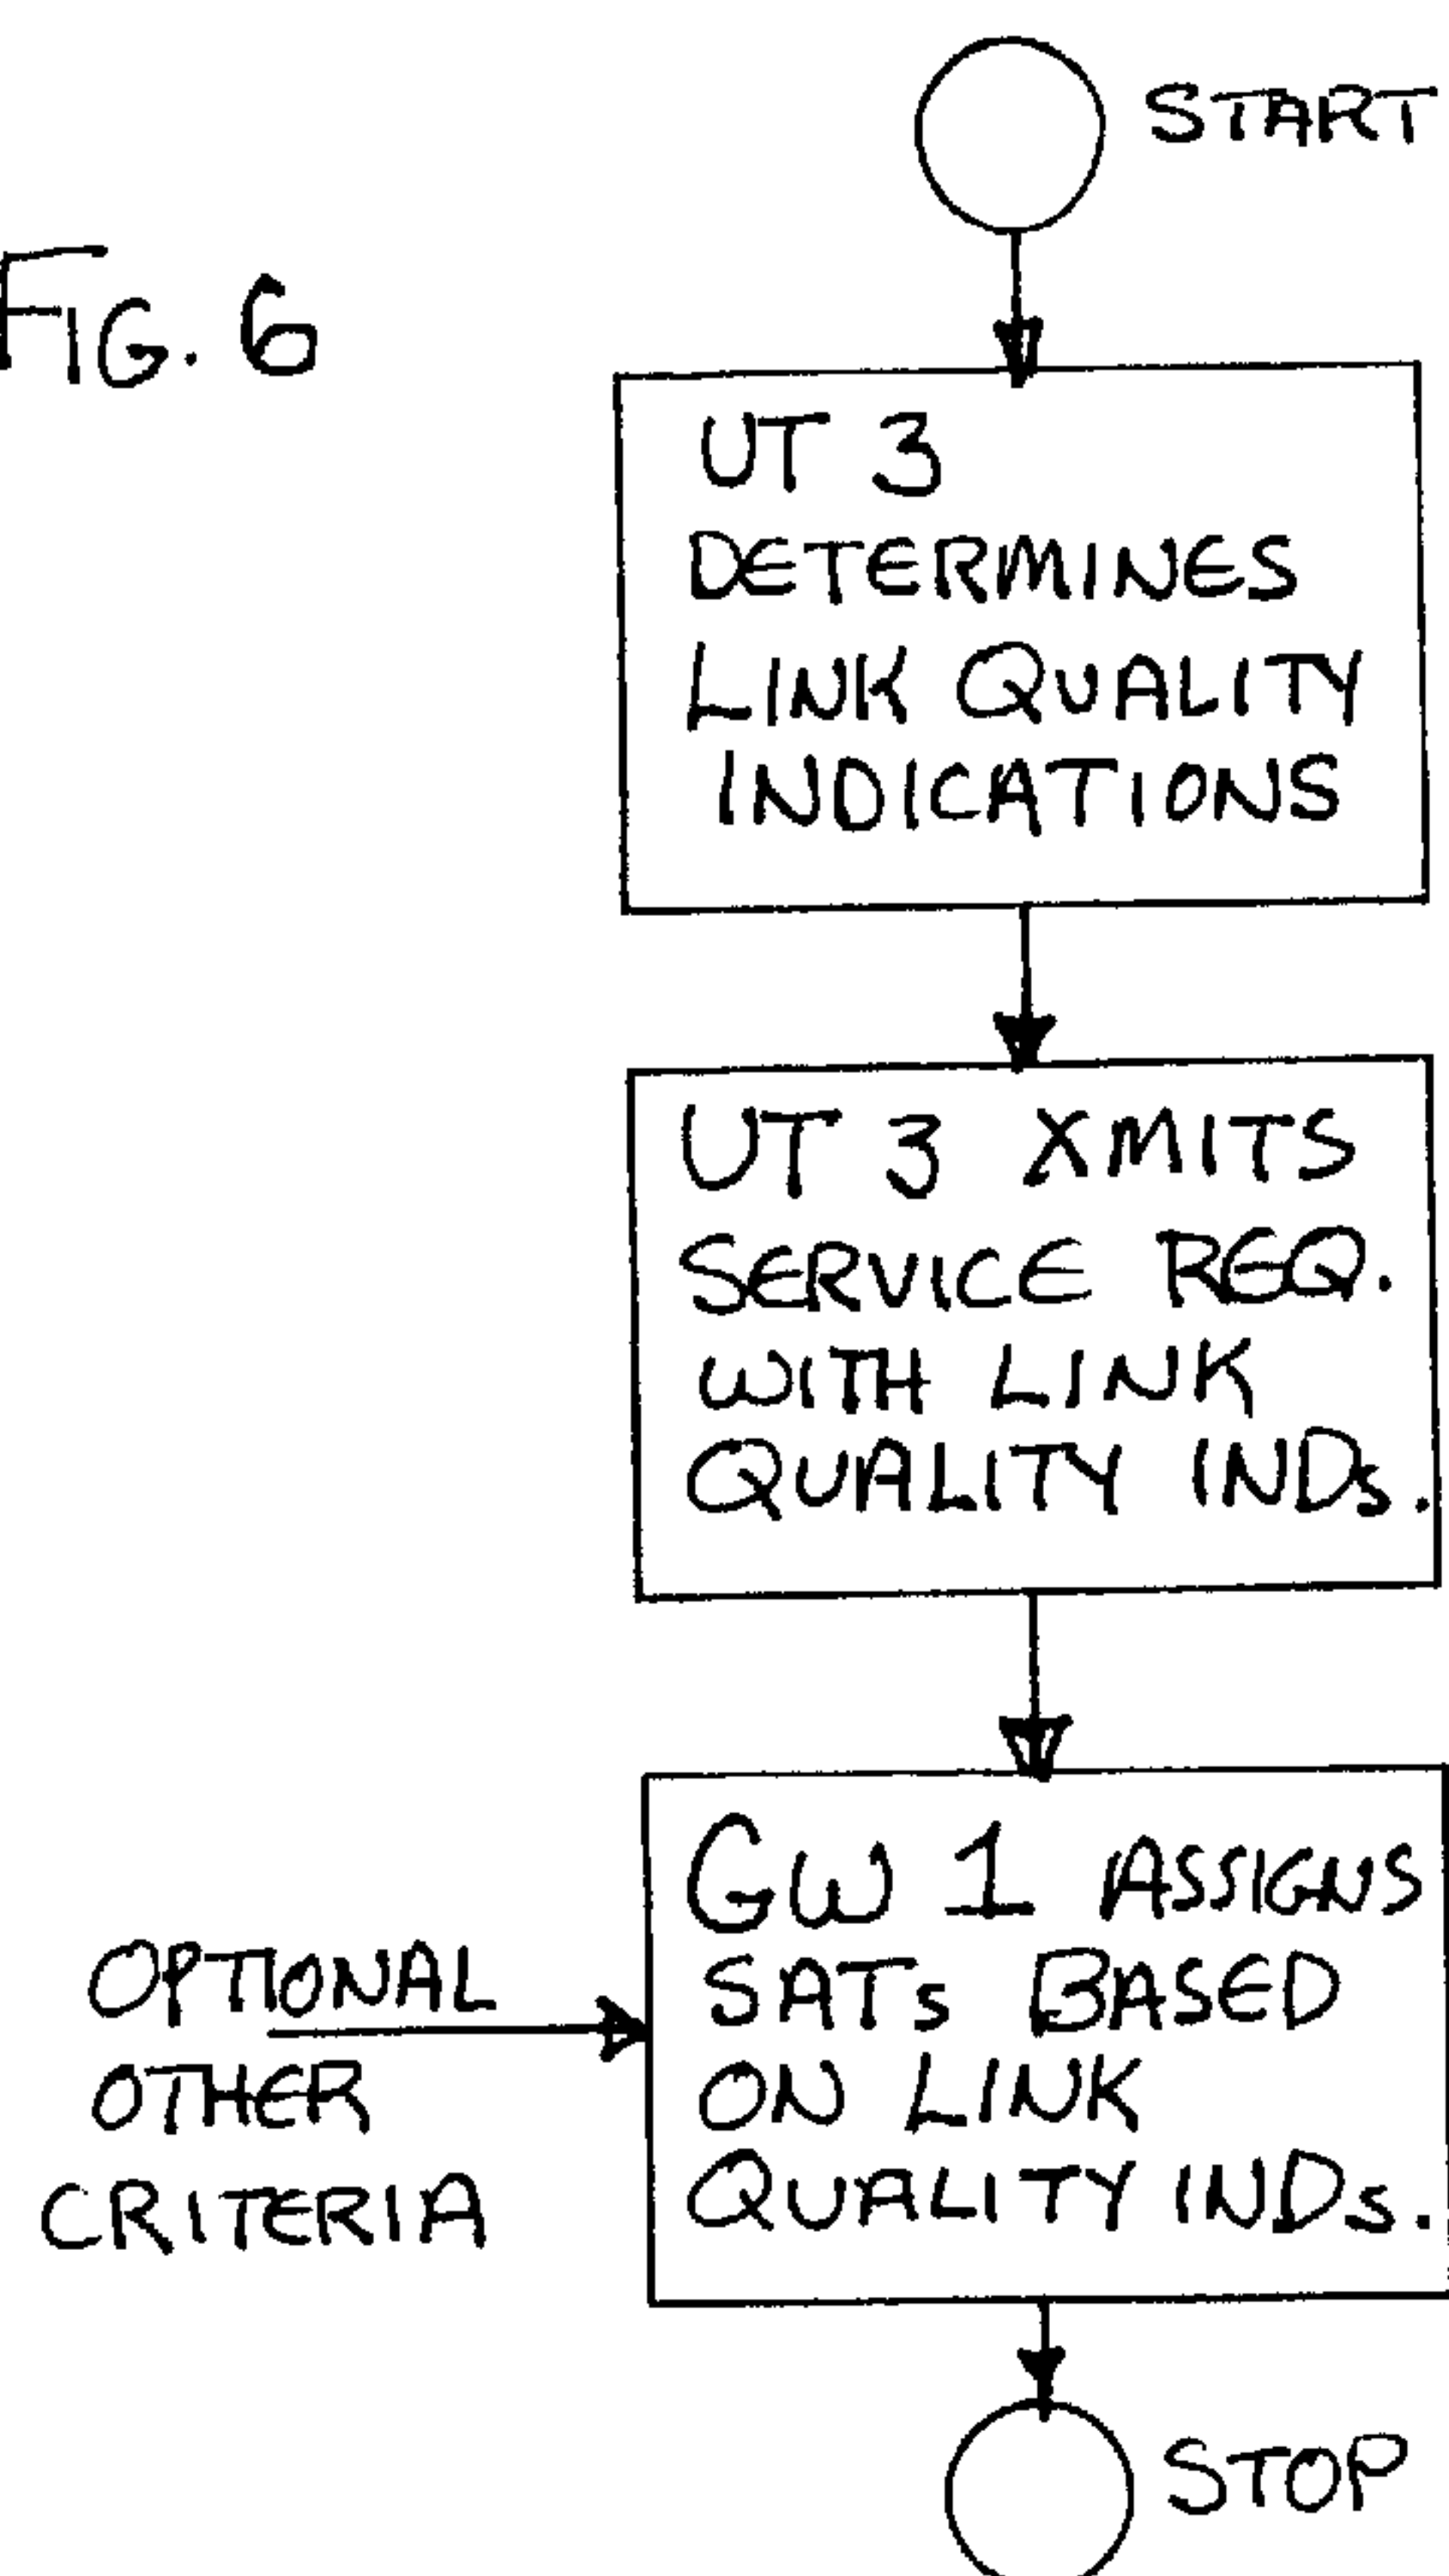 START
FIG. 6
UT 3
DETERMINES
LINK QUALITY
INDICATIONS
UT 3 XMITS
SERVICE REQ.
WITH LINK
QUALITY INDs.
GW 1 ASSIGNS
SATs BASED
ON LINK
QUALITY INDs.
OPTIONAL
OTHER
CRITERIA
STOP